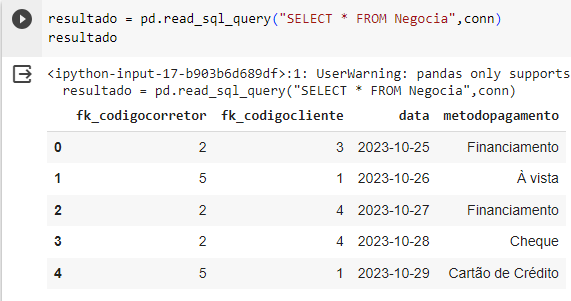 resultado = pd.read_sql_query("SELECT * FROM Negocia",conn)
resultado
<ipython-input-17-b903b6d689df>:1: UserWarning: pandas only supports
resultado = pd.read_sql_query("SELECT * FROM Negocia",conn)
fk_codigocorretor fk_codigocliente data metodopagamento
0 2 3 2023-10-25 Financiamento
1 5 1 2023-10-26 À vista
2 2 4 2023-10-27 Financiamento
3 2 4 2023-10-28 Cheque
4 5 1 2023-10-29 Cartão de Crédito